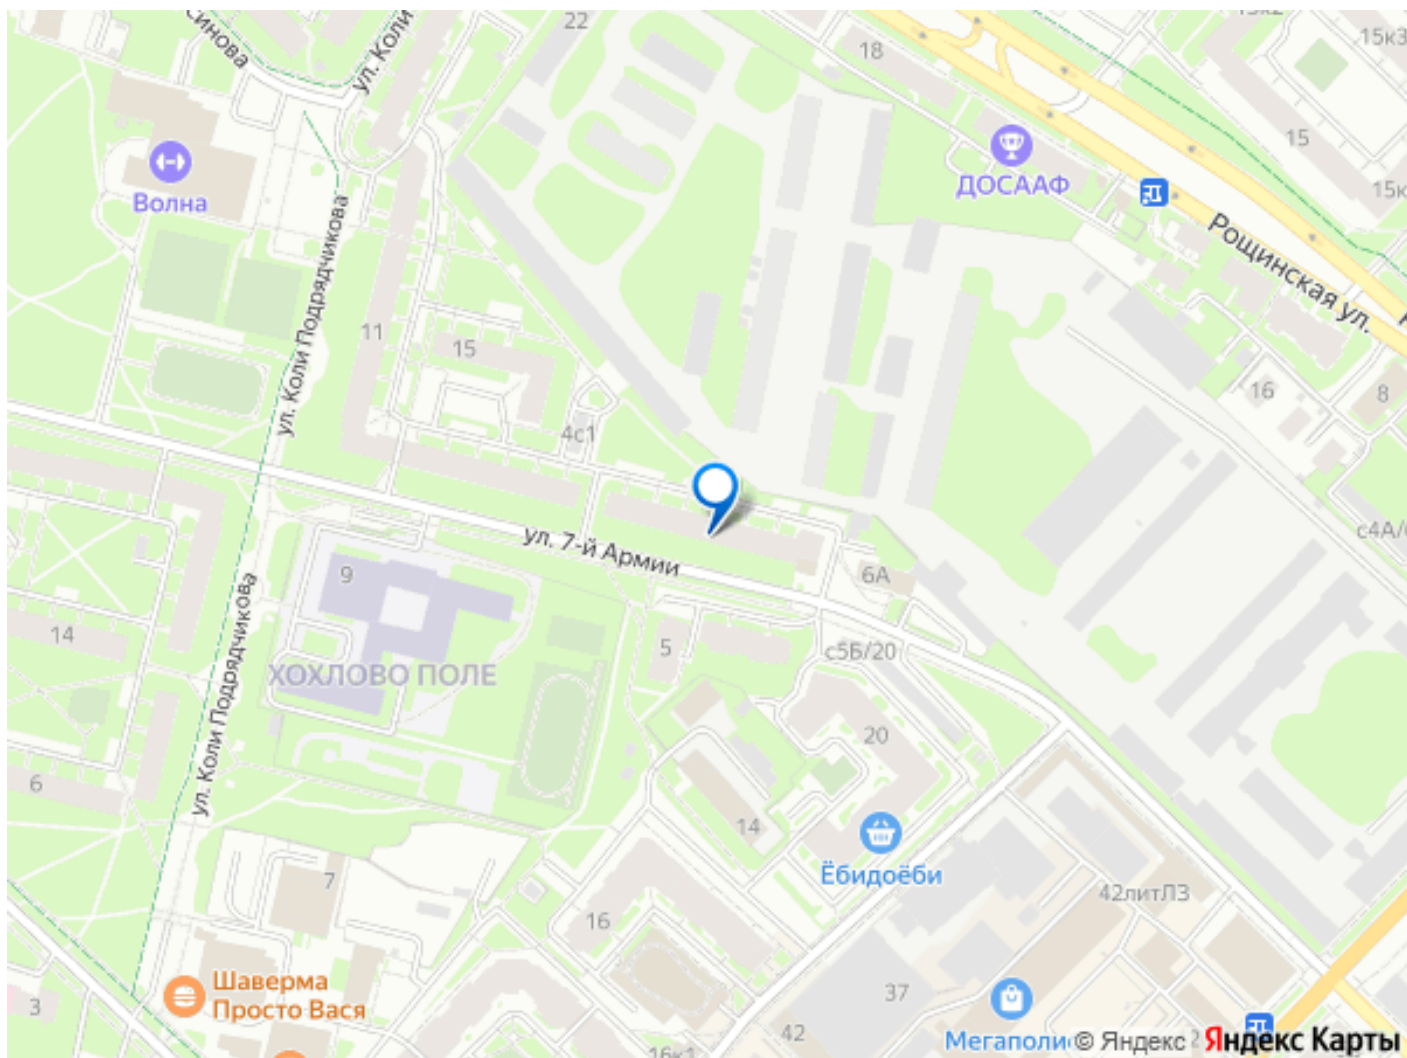 22
ул. Коли
18
15к3
15
ДОСААФ
15к
Волна
Рощинская ул.
ул. Коли Подрядчикова
11
15
16
8
4с1
ул. 7-й Армии
с4А/
9
6А
14
5
с5Б/20
ХОХЛОВО ПОЛЕ
ул. Коли Подрядчикова
20
6
14
Ёбидоёби
7
42литЛ3
16
Шаверма
Просто Вася
3
37
42
Мегаполи
© Яндекс
Яндекс Карты
16к1